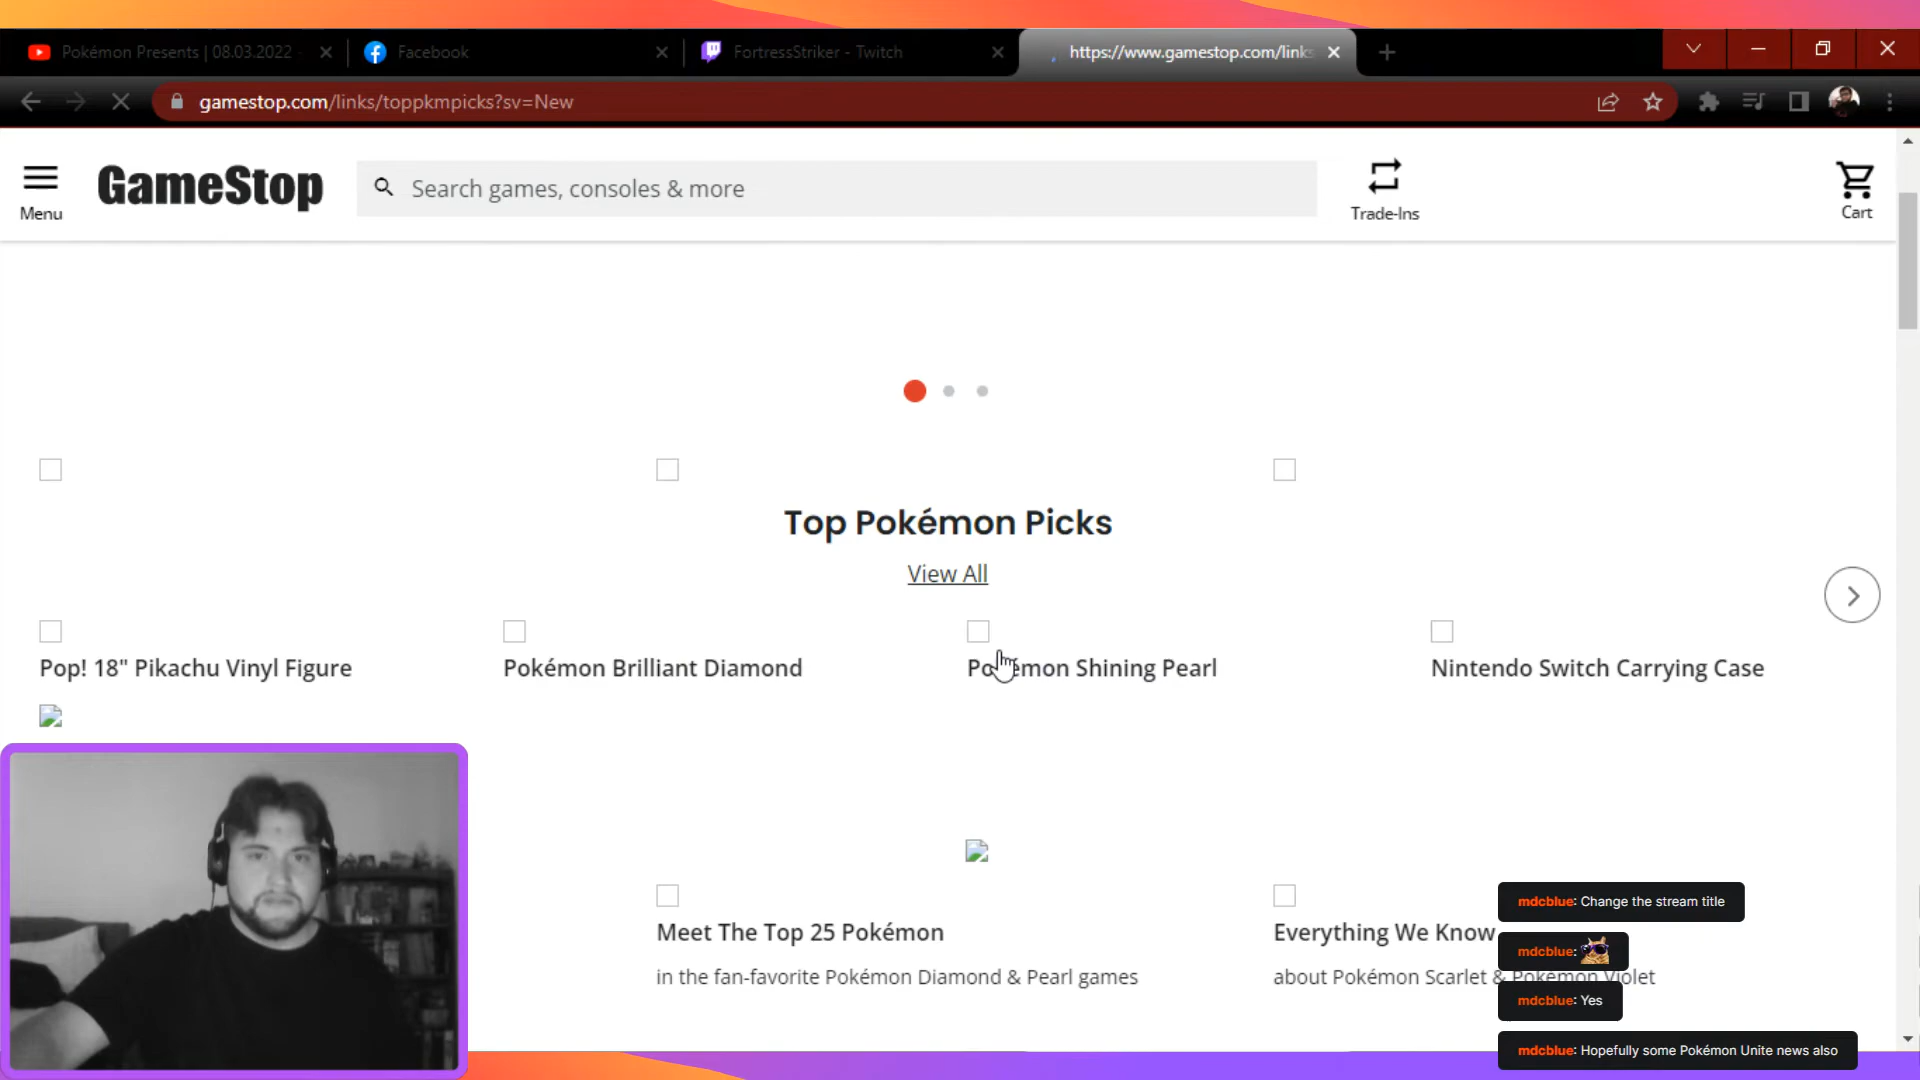 Pokémon Presents | 08.03.2022 -
Facebook
FortressStriker - Twitch
https://www.gamestop.com/links
gamestop.com/links/toppkmpicks?sv=New
Menu
GameStop
Search games, consoles & more
Trade-Ins
Cart
Top Pokémon Picks
View All
Pop! 18" Pikachu Vinyl Figure
Pokémon Brilliant Diamond
Pokémon Shining Pearl
Nintendo Switch Carrying Case
Meet The Top 25 Pokémon
in the fan-favorite Pokémon Diamond & Pearl games
Everything We Know
about Pokémon Scarlet & Pokémon Violet
mdcblue: Change the stream title
mdcblue:
mdcblue: Yes
mdcblue: Hopefully some Pokémon Unite news also